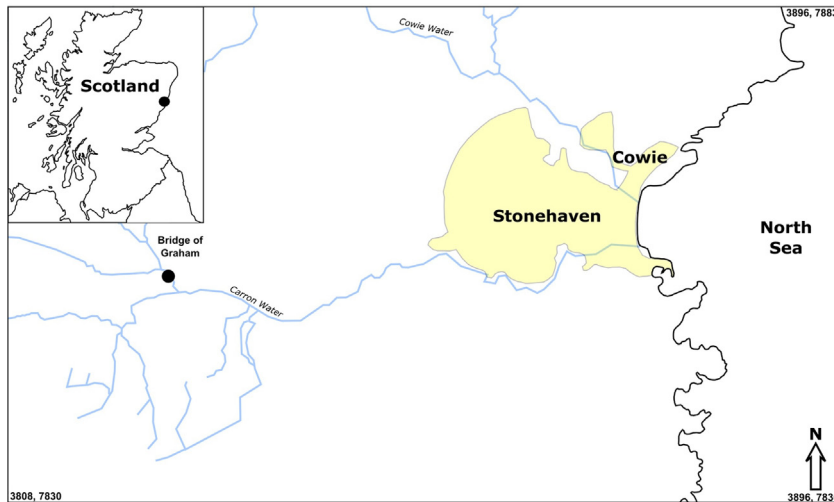 3896, 7883
Cowie Water
Scotland
Cowie
Stonehaven
North
Sea
Bridge of
Graham
Carron Water
N
3808, 7830
3896, 783